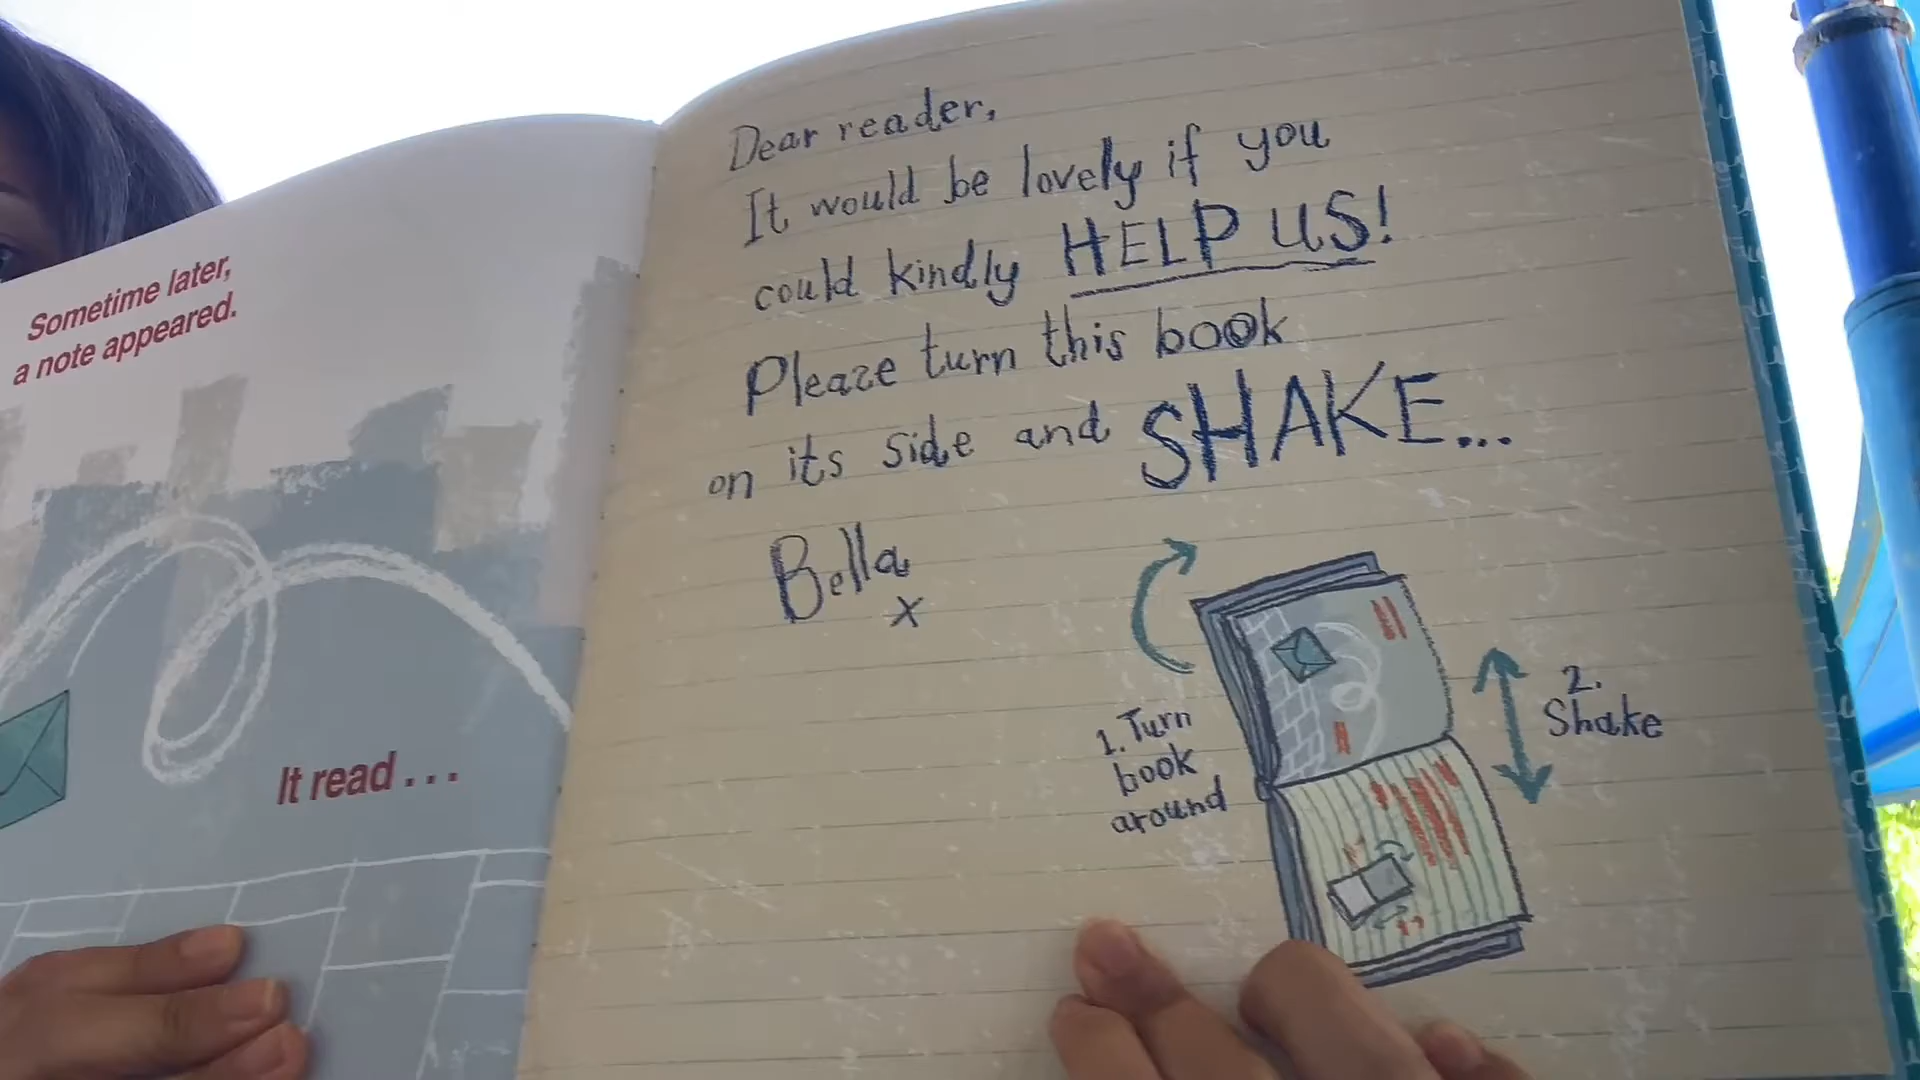 Sometime later,
a note appeared.
It read . . .
Dear reader,
It would be lovely if you
could kindly HELP US!
Please turn this book
on its side and SHAKE...
Bella
x
1. Turn
book
around
2.
Shake